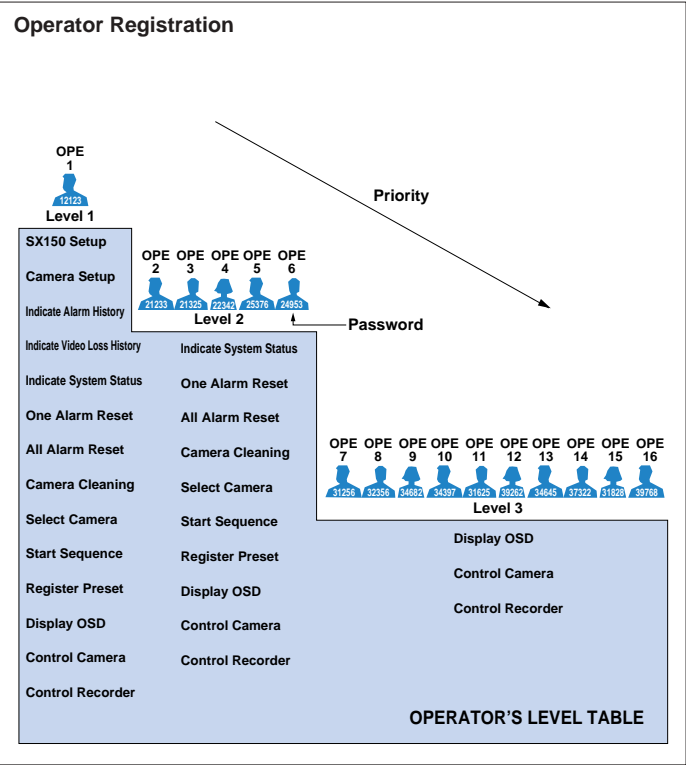 Operator Registration
Priority
OPE
1
12123
Level 1
SX150 Setup
Camera Setup
Indicate Alarm History
Indicate Video Loss History
Indicate System Status
One Alarm Reset
All Alarm Reset
Camera Cleaning
Select Camera
Start Sequence
Register Preset
Display OSD
Control Camera
Control Recorder
OPE OPE OPE OPE OPE
2 3 4 5 6
21233 21325 22342 25376 24953
Level 2
Password
Indicate System Status
One Alarm Reset
All Alarm Reset
Camera Cleaning
Select Camera
Start Sequence
Register Preset
Display OSD
Control Camera
Control Recorder
OPE OPE OPE OPE OPE OPE OPE OPE OPE OPE
7 8 9 10 11 12 13 14 15 16
31256 32356 34682 34397 31625 39262 34645 37322 31828 39768
Level 3
Display OSD
Control Camera
Control Recorder
OPERATOR'S LEVEL TABLE